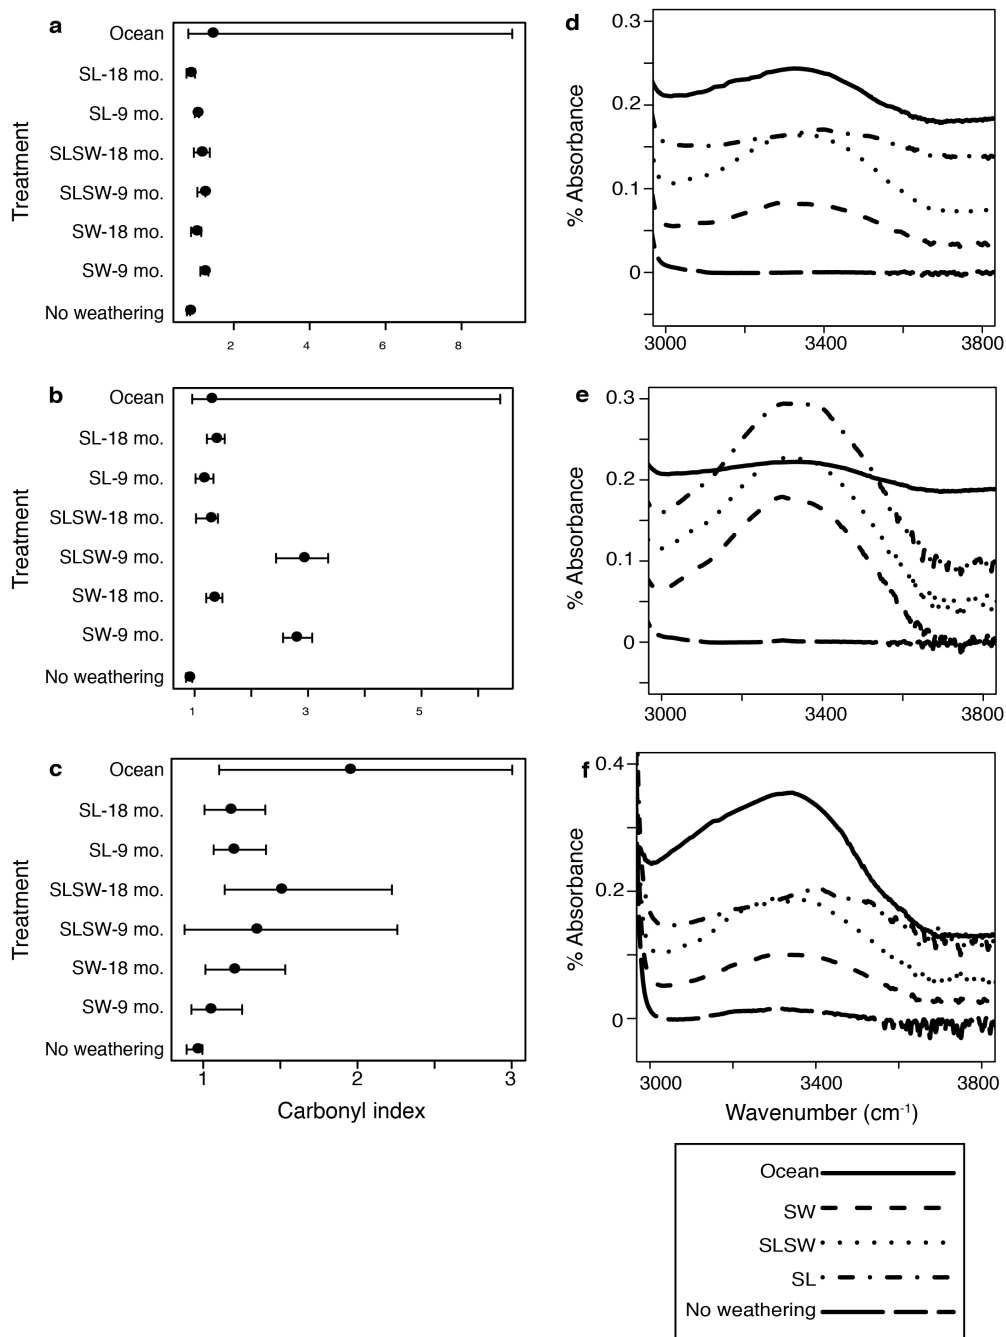 a
Ocean
SL-18 mo.
SL-9 mo.
SLSW-18 mo.
SLSW-9 mo.
SW-18 mo.
SW-9 mo.
No weathering
Treatment
2 4 6 8
d
0.3
0.2
0.1
0
% Absorbance
3000 3400 3800
b
Ocean
SL-18 mo.
SL-9 mo.
SLSW-18 mo.
SLSW-9 mo.
SW-18 mo.
SW-9 mo.
No weathering
Treatment
1 3 5
e
0.3
0.2
0.1
0
% Absorbance
3000 3400 3800
c
Ocean
SL-18 mo.
SL-9 mo.
SLSW-18 mo.
SLSW-9 mo.
SW-18 mo.
SW-9 mo.
No weathering
Treatment
1 2 3
Carbonyl index
f
0.4
0.2
0
% Absorbance
3000 3400 3800
Wavenumber (cm⁻¹)
Ocean
SW
SLSW
SL
No weathering